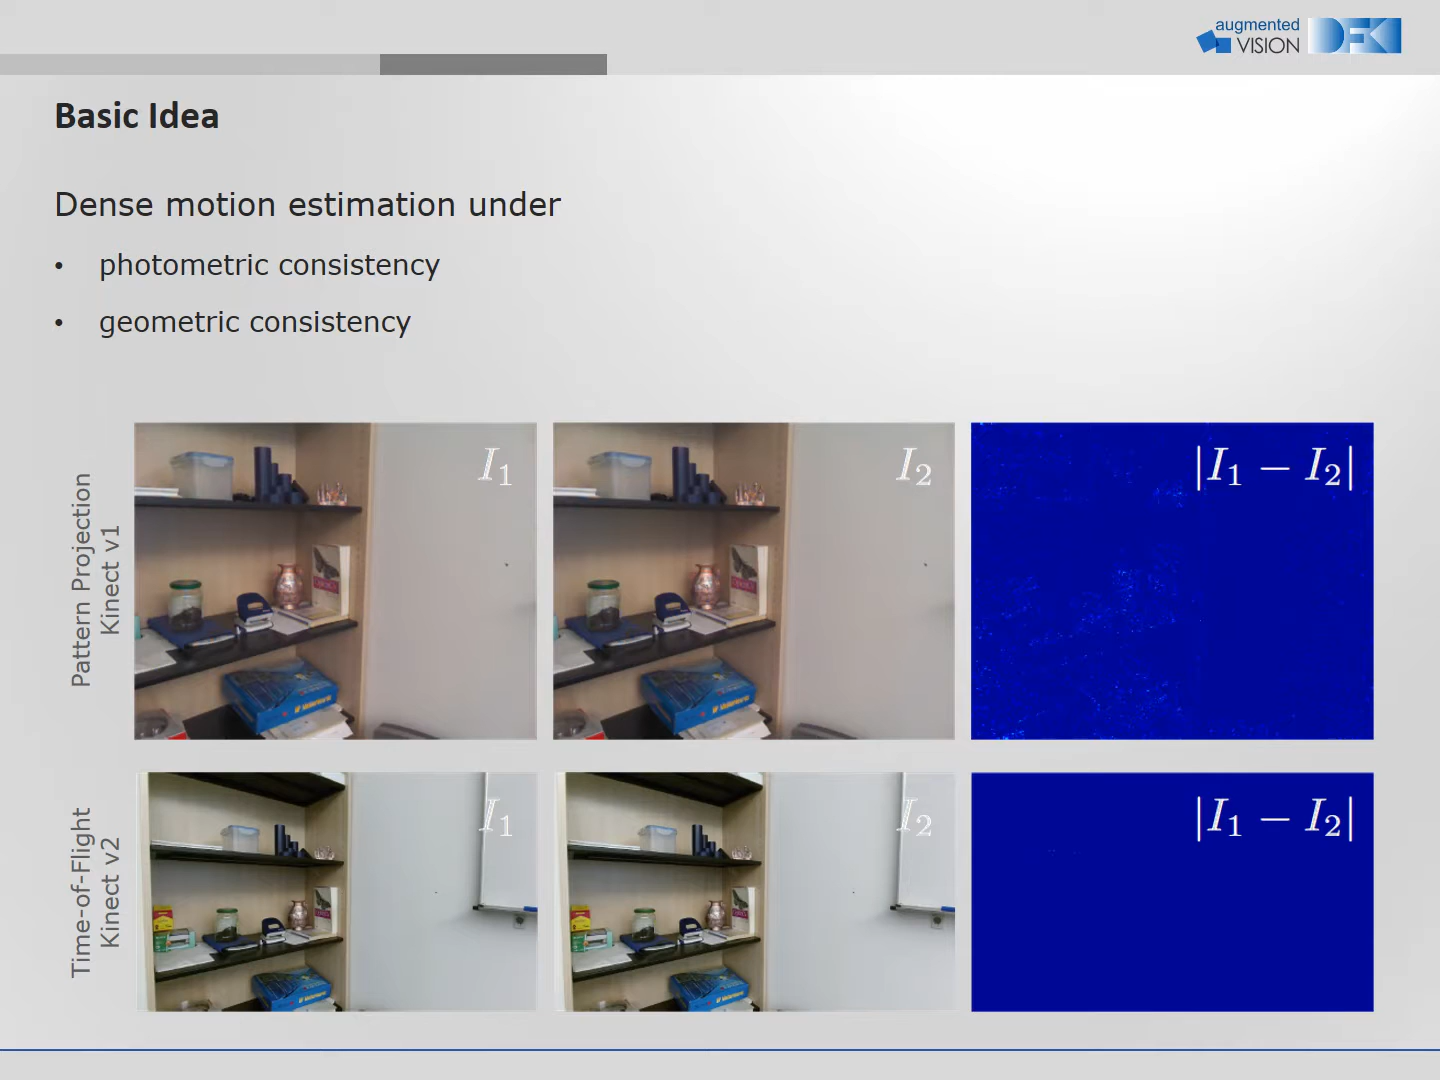 augmented
VISION
DFKI
Basic Idea
Dense motion estimation under
• photometric consistency
• geometric consistency
Pattern Projection
Kinect v1
I₁
I₂
|I₁ − I₂|
Time-of-Flight
Kinect v2
I₁
I₂
|I₁ − I₂|